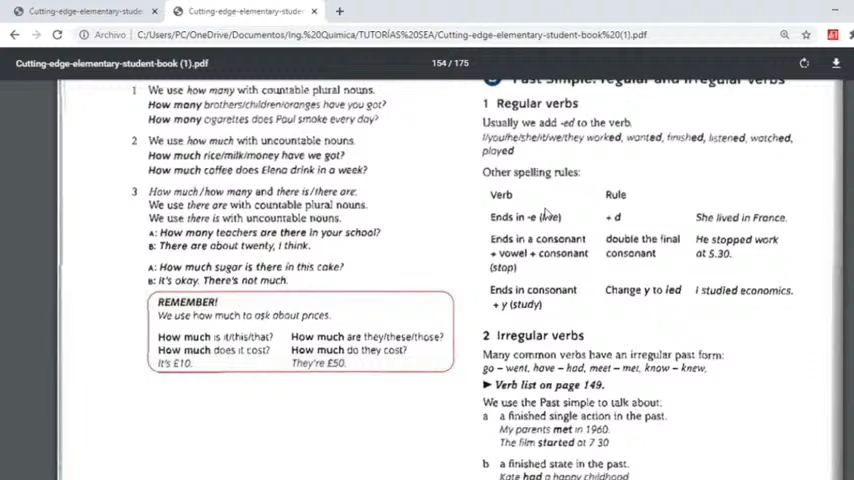 Cutting-edge-elementary-stude
Cutting-edge-elementary-stude
Archivo
C:/Users/PC/OneDrive/Documentos/Ing.%20Quimica/TUTORÍAS%20SEA/Cutting-edge-elementary-student-book%20(1).pdf
Cutting-edge-elementary-student-book (1).pdf
154 / 175
1 We use how many with countable plural nouns.
How many brothers/children/oranges have you got?
How many cigarettes does Paul smoke every day?
2 We use how much with uncountable nouns.
How much rice/milk/money have we got?
How much coffee does Elena drink in a week?
3 How much/how many and there is/there are.
We use there are with countable plural nouns.
We use there is with uncountable nouns.
A: How many teachers are there in your school?
B: There are about twenty, I think.
A: How much sugar is there in this cake?
B: It's okay. There's not much.
REMEMBER!
We use how much to ask about prices.
How much is it/this/that? How much are they/these/those?
How much does it cost? How much do they cost?
It's £10. They're £50.
Past Simple: regular and irregular verbs
1 Regular verbs
Usually we add -ed to the verb.
I/you/he/she/it/we/they worked, wanted, finished, listened, watched,
played
Other spelling rules:
Verb Rule
Ends in -e (live) + d She lived in France.
Ends in a consonant double the final He stopped work
+ vowel + consonant consonant at 5.30.
(stop)
Ends in consonant Change y to ied I studied economics.
+ y (study)
2 Irregular verbs
Many common verbs have an irregular past form:
go – went, have – had, meet – met, know – knew,
► Verb list on page 149.
We use the Past simple to talk about:
a a finished single action in the past.
My parents met in 1960.
The film started at 7 30
b a finished state in the past.
Kate had a happy childhood